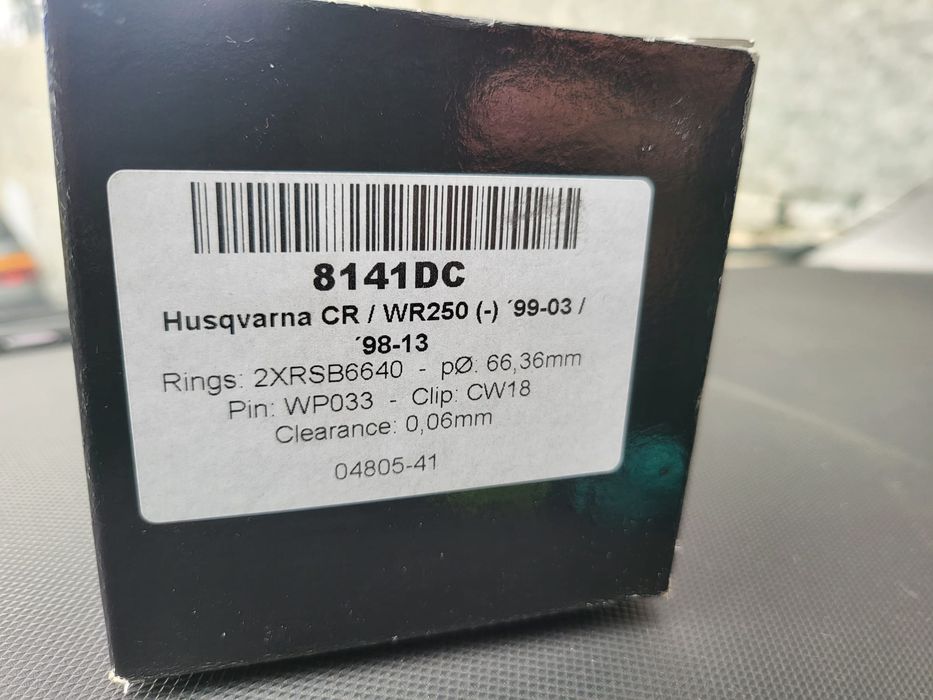 8141DC
Husqvarna CR / WR250 (-) ´99-03 /
´98-13
Rings: 2XRSB6640 - pØ: 66,36mm
Pin: WP033 - Clip: CW18
Clearance: 0,06mm
04805-41